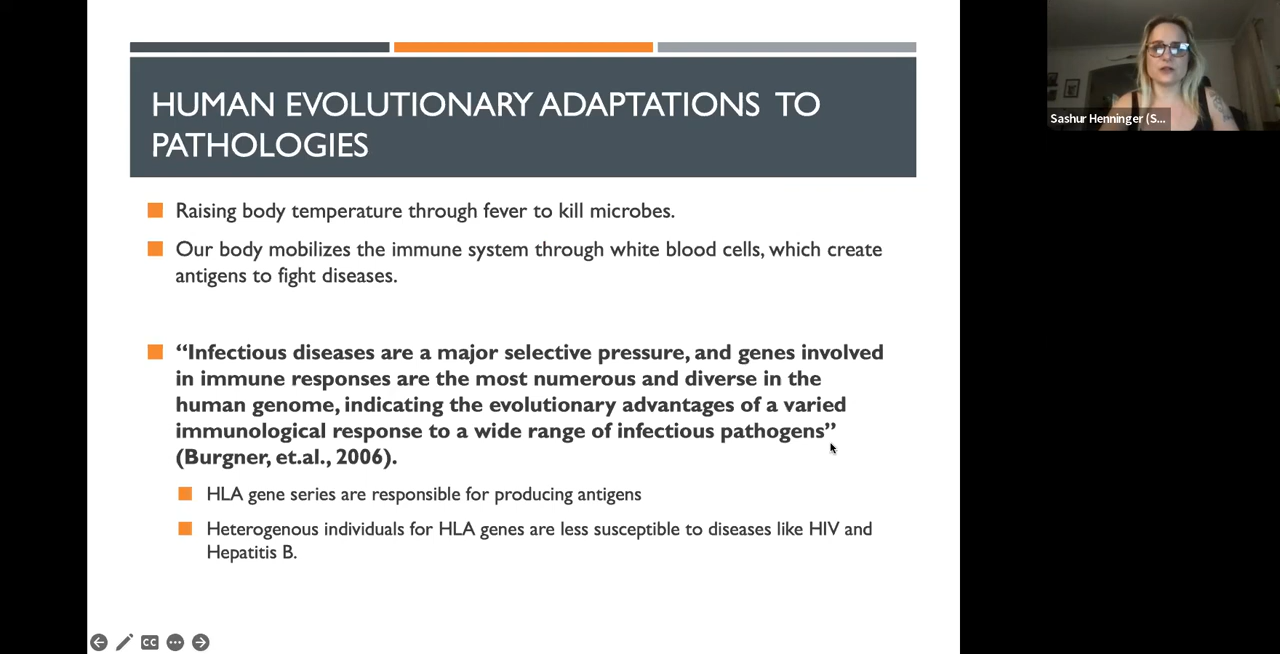 HUMAN EVOLUTIONARY ADAPTATIONS TO
PATHOLOGIES
Raising body temperature through fever to kill microbes.
Our body mobilizes the immune system through white blood cells, which create
antigens to fight diseases.
“Infectious diseases are a major selective pressure, and genes involved
in immune responses are the most numerous and diverse in the
human genome, indicating the evolutionary advantages of a varied
immunological response to a wide range of infectious pathogens”
(Burgner, et.al., 2006).
HLA gene series are responsible for producing antigens
Heterogenous individuals for HLA genes are less susceptible to diseases like HIV and
Hepatitis B.
Sashur Henninger (S...
CC